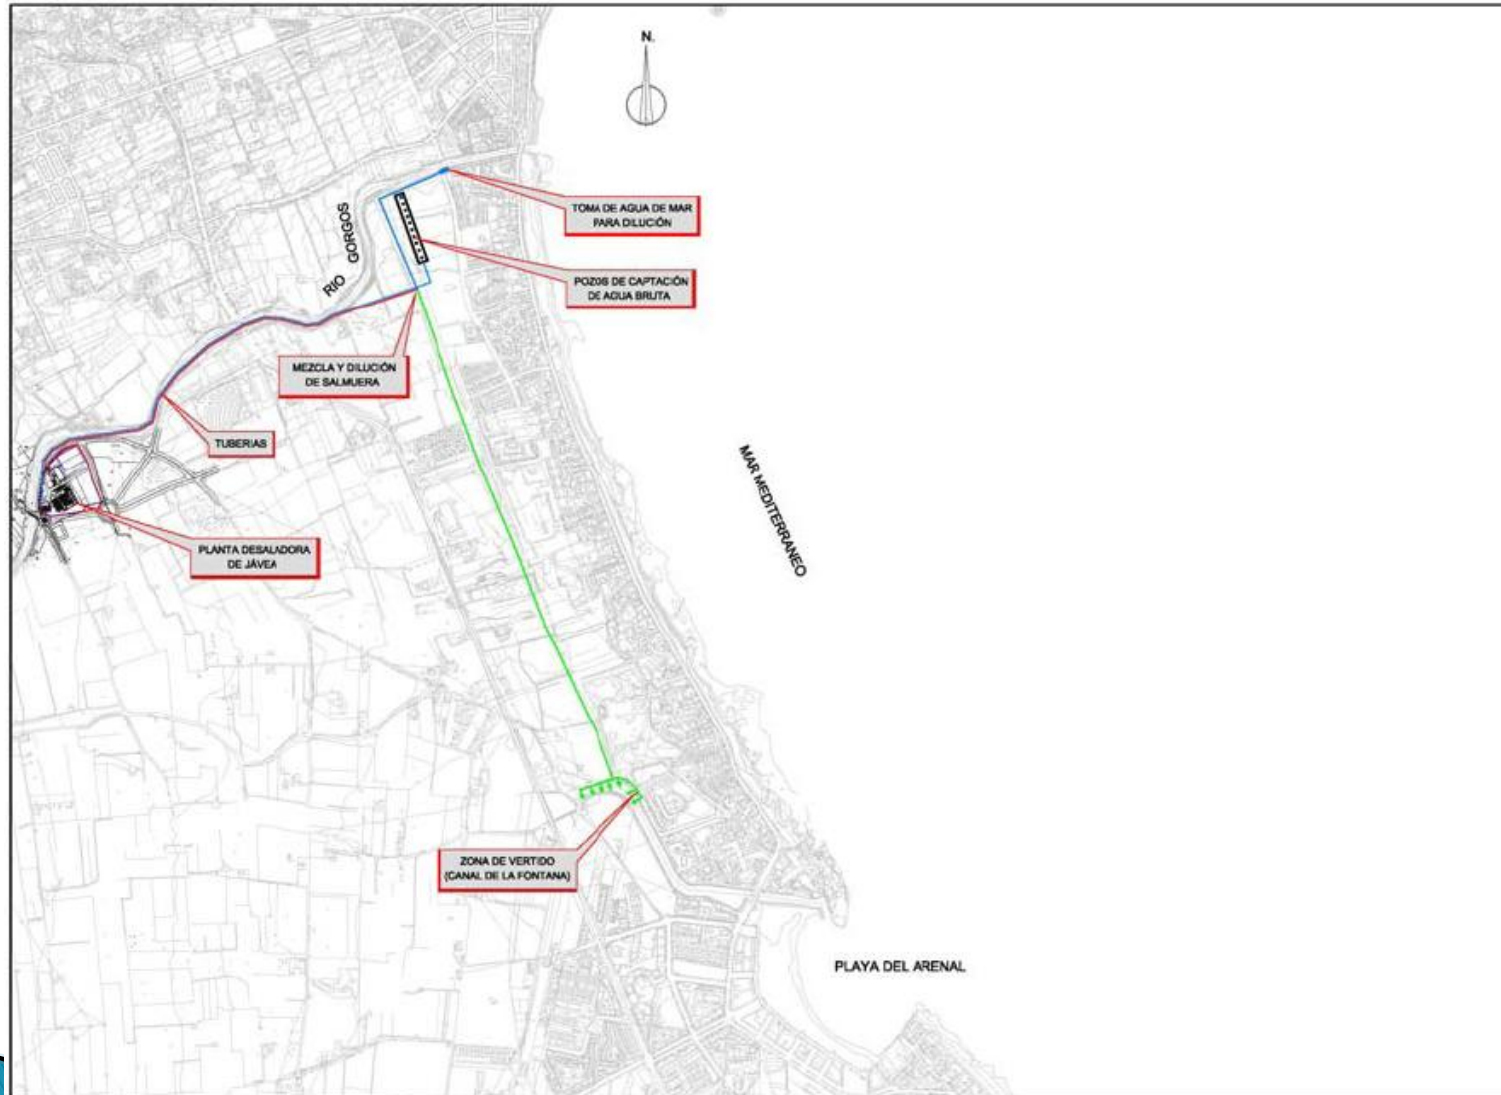 N.
TOMA DE AGUA DE MAR
PARA DILUCIÓN
RIO GORGOS
POZOS DE CAPTACIÓN
DE AGUA BRUTA
MEZCLA Y DILUCIÓN
DE SALMUERA
TUBERIAS
MAR MEDITERRANEO
PLANTA DESALADORA
DE JÁVEA
ZONA DE VERTIDO
(CANAL DE LA FONTANA)
PLAYA DEL ARENAL